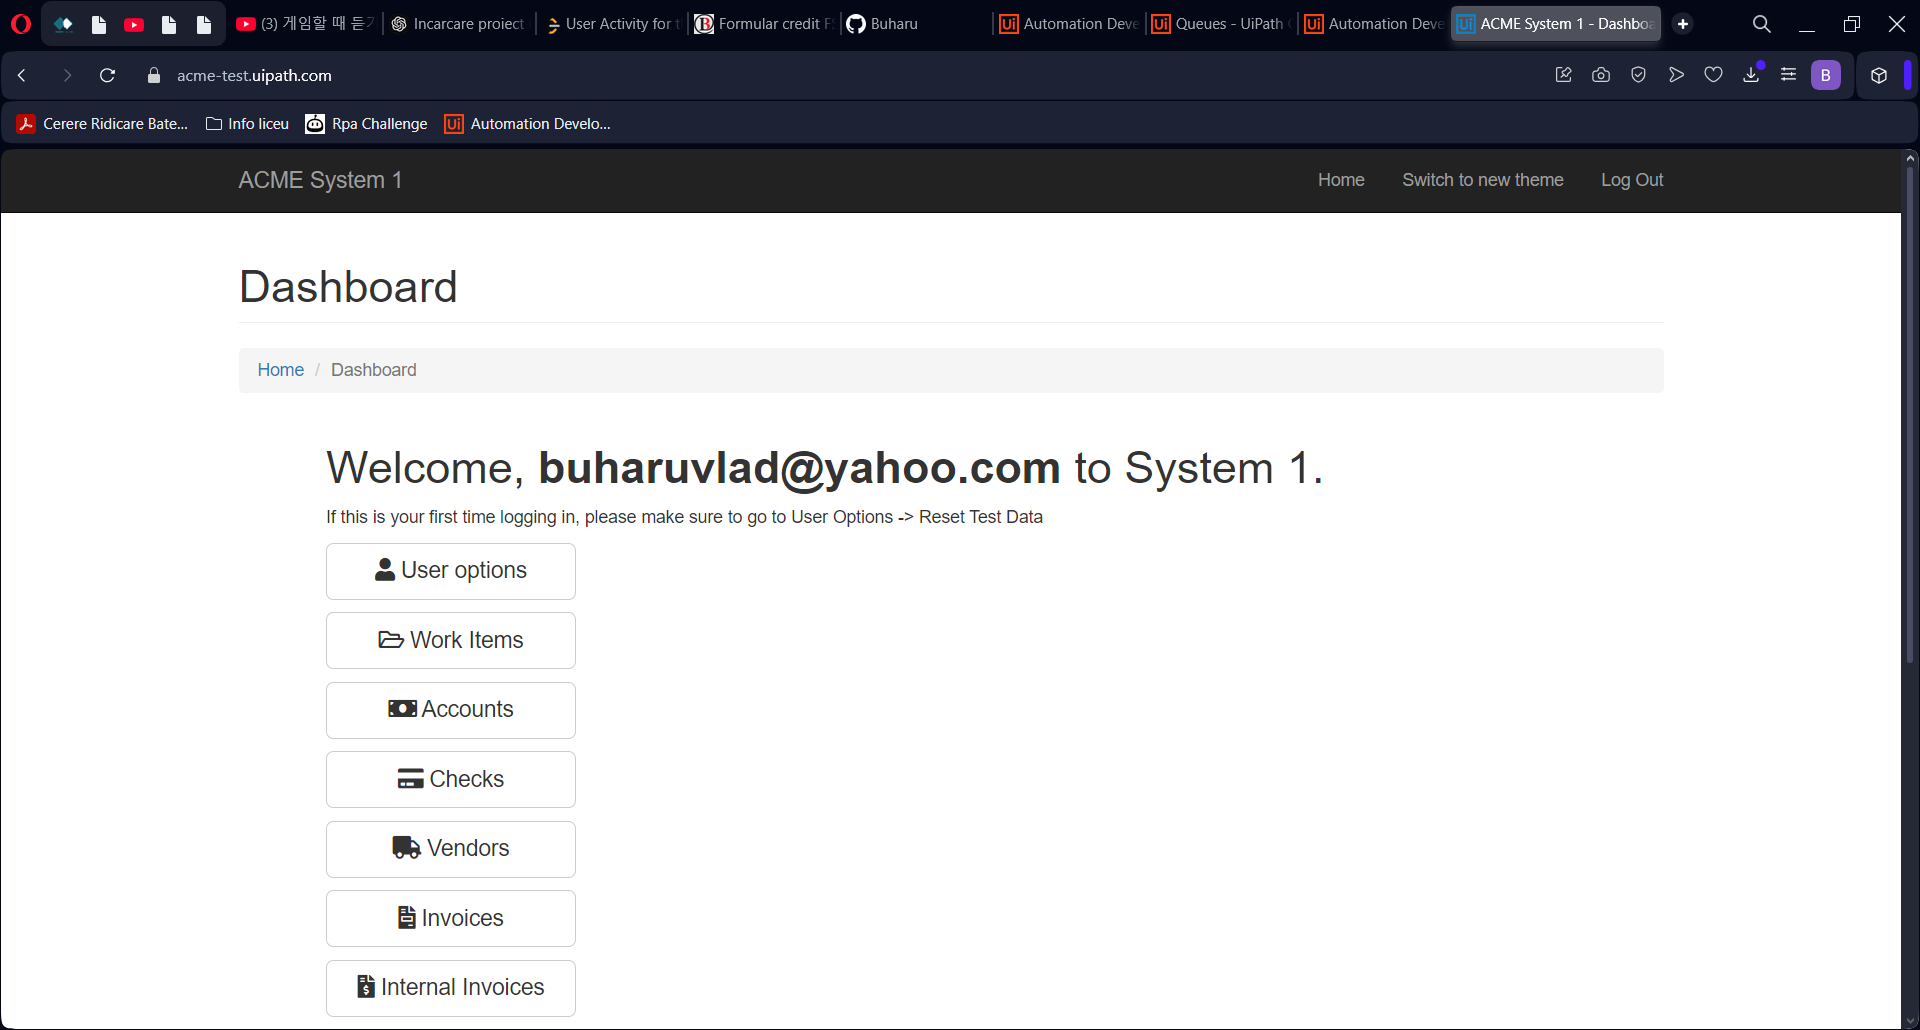 (3) 게임할 때 듣기
Incarcare proiect
User Activity for t
Formular credit F
Buharu
Automation Deve
Queues - UiPath
Automation Deve
ACME System 1 - Dashboa
acme-test.uipath.com
B
Cerere Ridicare Bate...
Info liceu
Rpa Challenge
Automation Develo...
ACME System 1
Home
Switch to new theme
Log Out
Dashboard
Home / Dashboard
Welcome, buharuvlad@yahoo.com to System 1.
If this is your first time logging in, please make sure to go to User Options -> Reset Test Data
User options
Work Items
Accounts
Checks
Vendors
Invoices
Internal Invoices